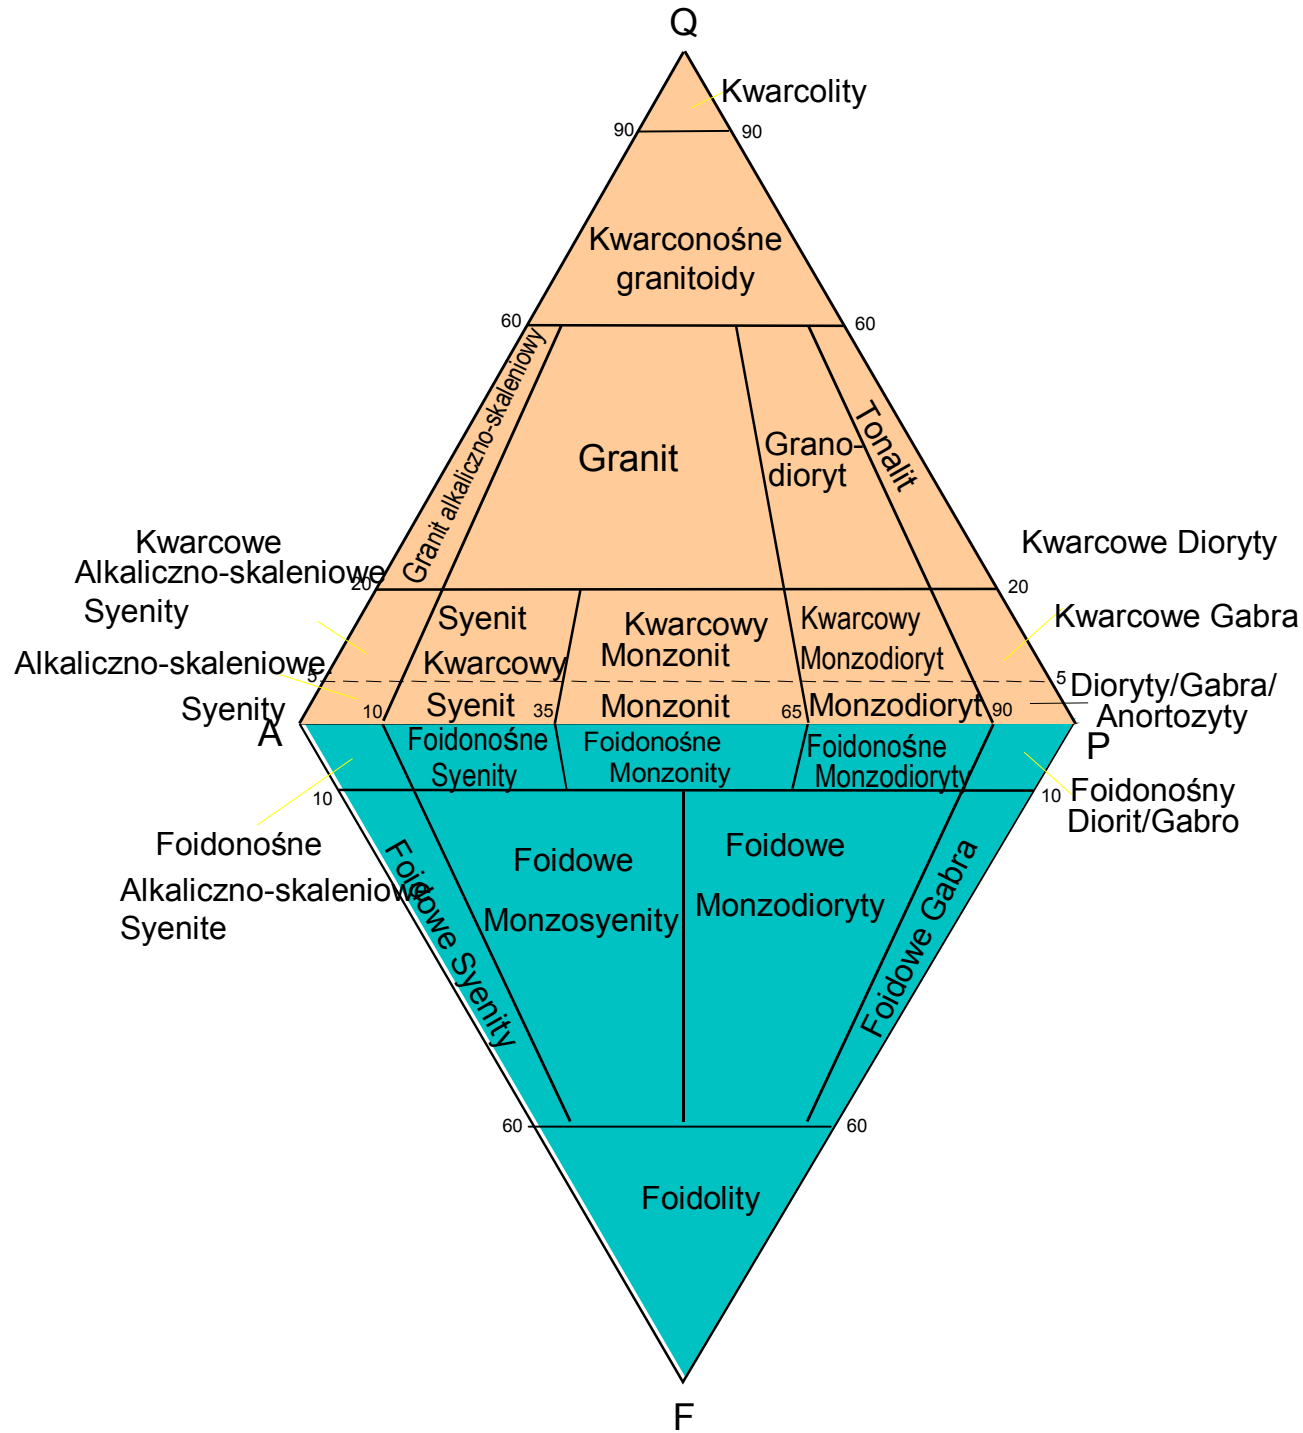 Q
Kwarcolity
90
90
Kwarconośne
granitoidy
60
60
Granit alkaliczno-skaleniowy
Granit
Grano-
dioryt
Tonalit
Kwarcowe
Alkaliczno-skaleniowe
Syenity
20
20
Kwarcowe Dioryty
Kwarcowe Gabra
Syenit
Kwarcowy
Kwarcowy
Monzonit
Kwarcowy
Monzodioryt
Alkaliczno-skaleniowe
Syenity
5
5
Dioryty/Gabra/
Anortozyty
10
Syenit
35
Monzonit
65
Monzodioryt
90
A
P
Foidonośne
Syenity
Foidonośne
Monzonity
Foidonośne
Monzodioryty
10
10
Foidonośny
Diorit/Gabro
Foidonośne
Alkaliczno-skaleniowe
Syenite
Foidowe Syenity
Foidowe
Monzosyenity
Foidowe
Monzodioryty
Foidowe Gabra
60
60
Foidolity
F